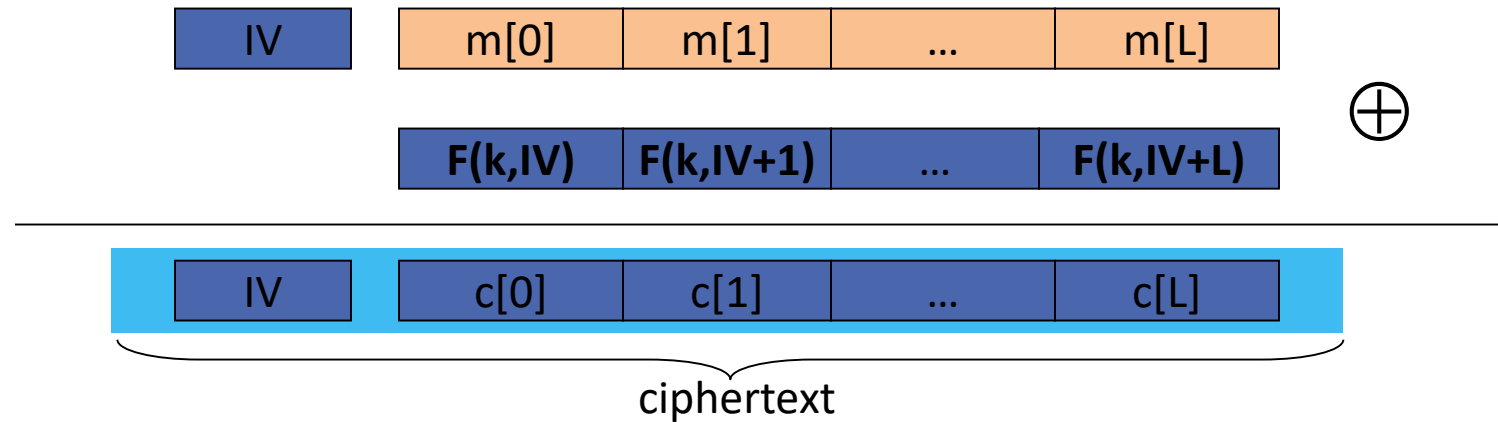 IV m[0] m[1] ... m[L]
⊕
F(k,IV) F(k,IV+1) ... F(k,IV+L)
IV c[0] c[1] ... c[L]
ciphertext